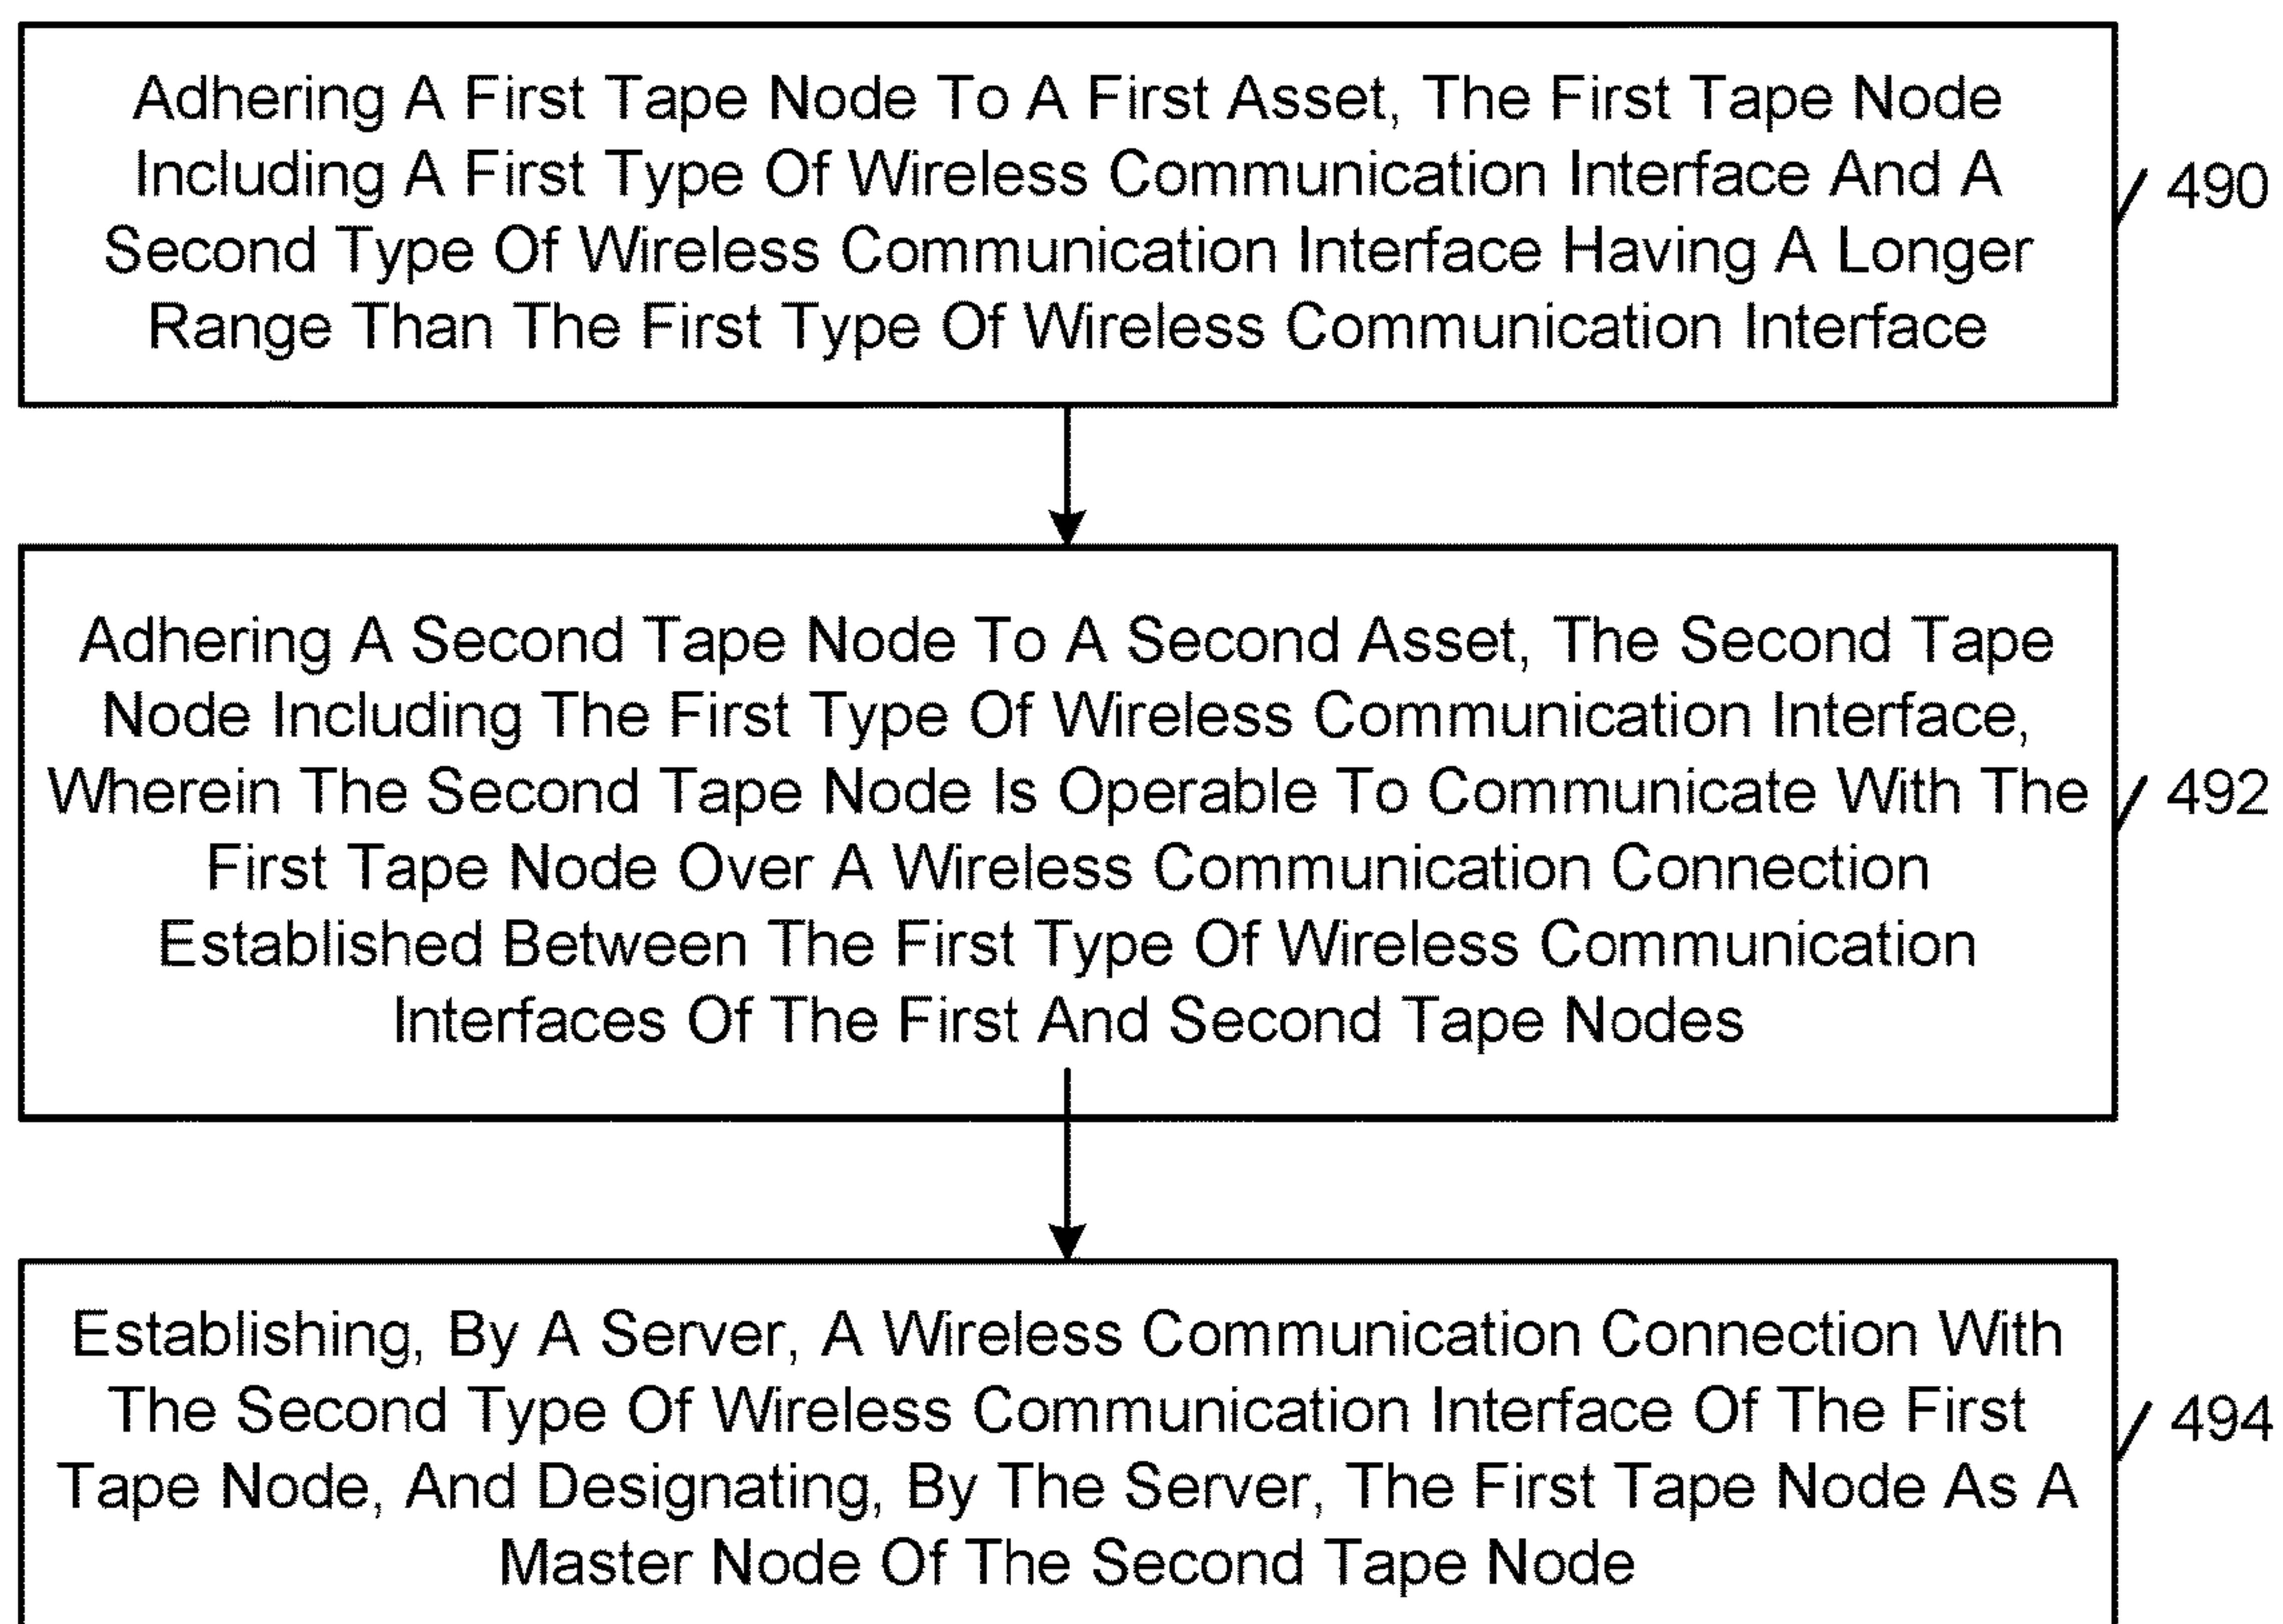 Adhering A First Tape Node To A First Asset, The First Tape Node
Including A First Type Of Wireless Communication Interface And A
Second Type Of Wireless Communication Interface Having A Longer
Range Than The First Type Of Wireless Communication Interface
490
Adhering A Second Tape Node To A Second Asset, The Second Tape
Node Including The First Type Of Wireless Communication Interface,
Wherein The Second Tape Node Is Operable To Communicate With The
First Tape Node Over A Wireless Communication Connection
Established Between The First Type Of Wireless Communication
Interfaces Of The First And Second Tape Nodes
492
Establishing, By A Server, A Wireless Communication Connection With
The Second Type Of Wireless Communication Interface Of The First
Tape Node, And Designating, By The Server, The First Tape Node As A
Master Node Of The Second Tape Node
494